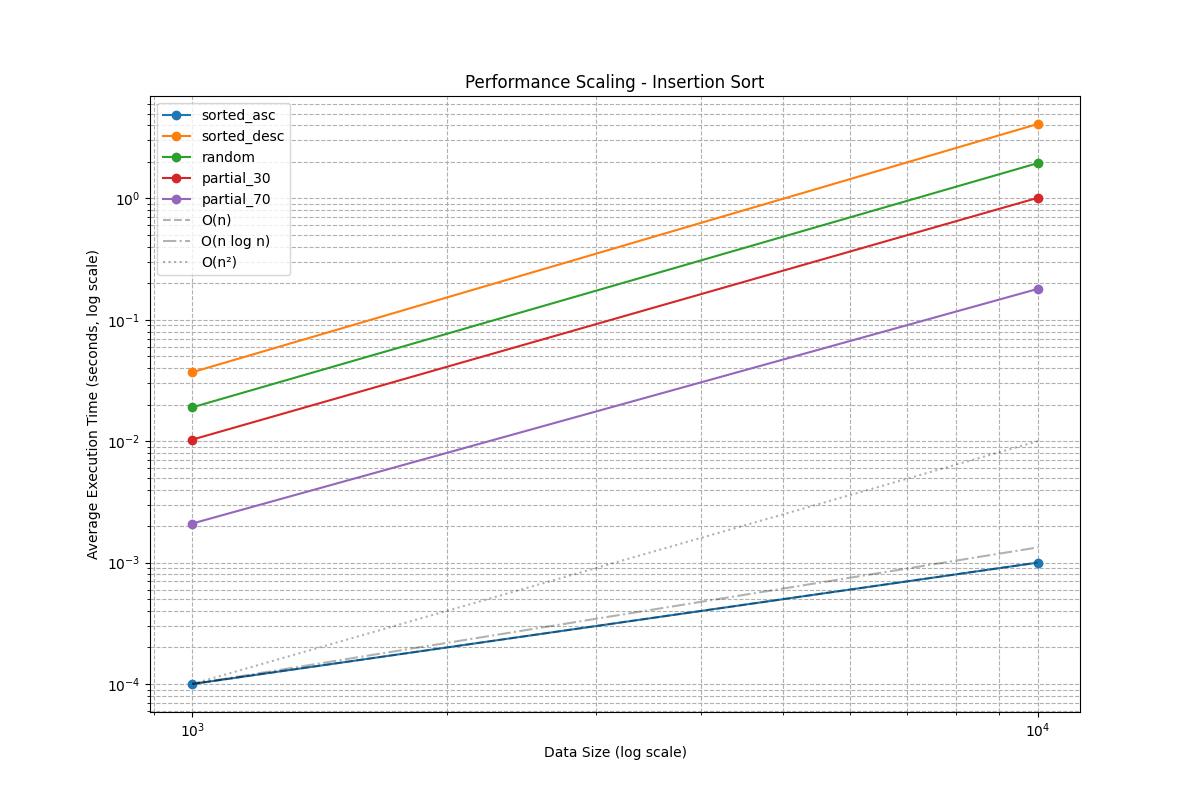 Performance Scaling - Insertion Sort
sorted_asc
sorted_desc
random
partial_30
partial_70
O(n)
O(n log n)
O(n²)
Average Execution Time (seconds, log scale)
10⁰
10⁻¹
10⁻²
10⁻³
10⁻⁴
10³
10⁴
Data Size (log scale)